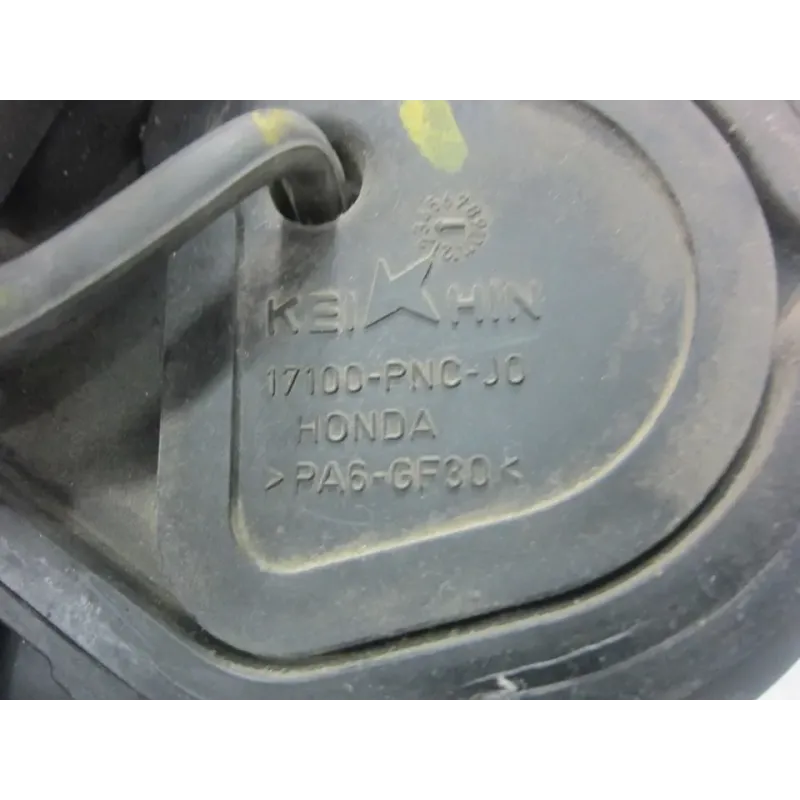 KEIHIN
17100-PNC-J0
HONDA
>PA6-GF30<